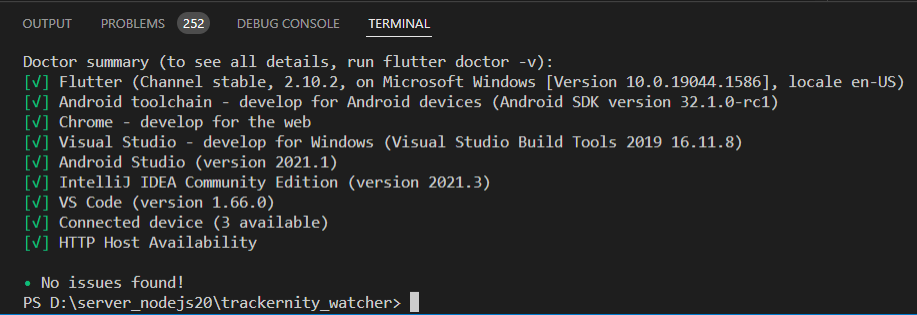 OUTPUT PROBLEMS 252 DEBUG CONSOLE TERMINAL
Doctor summary (to see all details, run flutter doctor -v):
[√] Flutter (Channel stable, 2.10.2, on Microsoft Windows [Version 10.0.19044.1586], locale en-US)
[√] Android toolchain - develop for Android devices (Android SDK version 32.1.0-rc1)
[√] Chrome - develop for the web
[√] Visual Studio - develop for Windows (Visual Studio Build Tools 2019 16.11.8)
[√] Android Studio (version 2021.1)
[√] IntelliJ IDEA Community Edition (version 2021.3)
[√] VS Code (version 1.66.0)
[√] Connected device (3 available)
[√] HTTP Host Availability
• No issues found!
PS D:\server_nodejs20\trackernity_watcher>